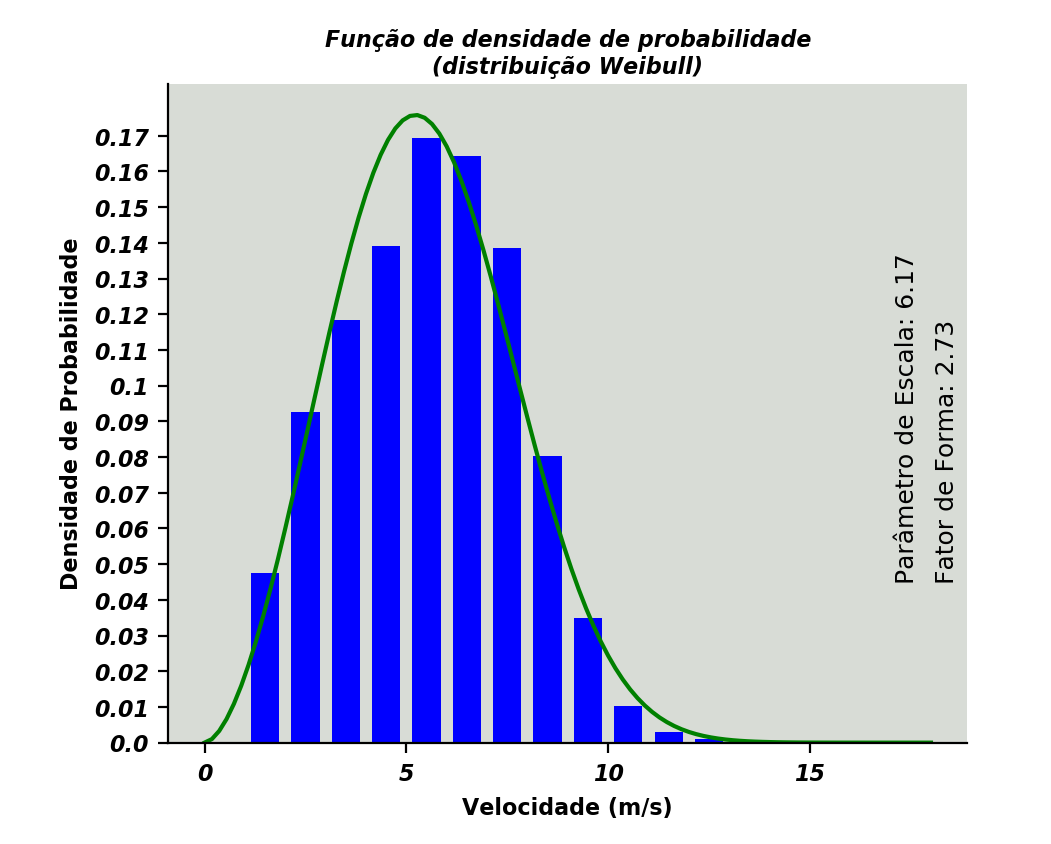 Função de densidade de probabilidade
(distribuição Weibull)
Densidade de Probabilidade
0.17
0.16
0.15
0.14
0.13
0.12
0.11
0.1
0.09
0.08
0.07
0.06
0.05
0.04
0.03
0.02
0.01
0.0
0 5 10 15
Velocidade (m/s)
Parâmetro de Escala: 6.17
Fator de Forma: 2.73